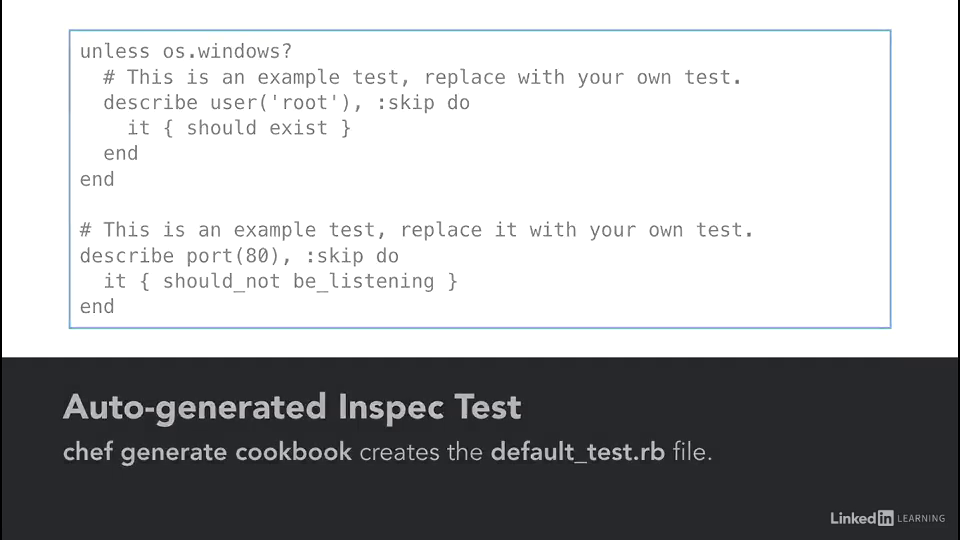 unless os.windows?
  # This is an example test, replace with your own test.
  describe user('root'), :skip do
    it { should exist }
  end
end

# This is an example test, replace it with your own test.
describe port(80), :skip do
  it { should_not be_listening }
end
Auto-generated Inspec Test
chef generate cookbook creates the default_test.rb file.
Linked in LEARNING